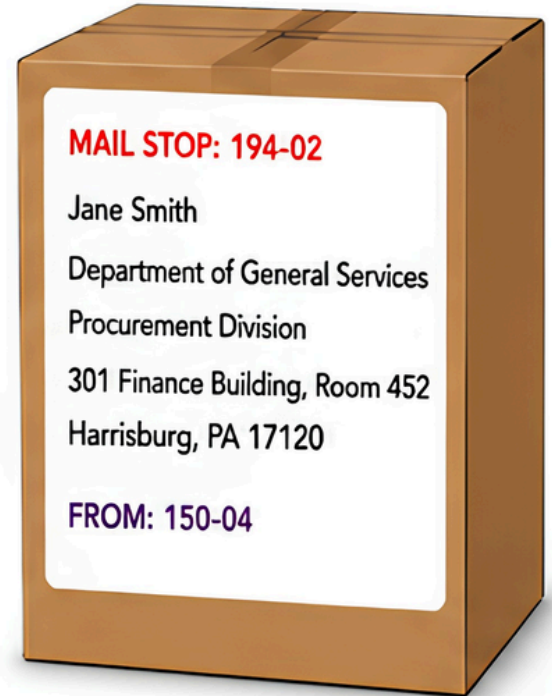 MAIL STOP: 194-02
Jane Smith
Department of General Services
Procurement Division
301 Finance Building, Room 452
Harrisburg, PA 17120
FROM: 150-04